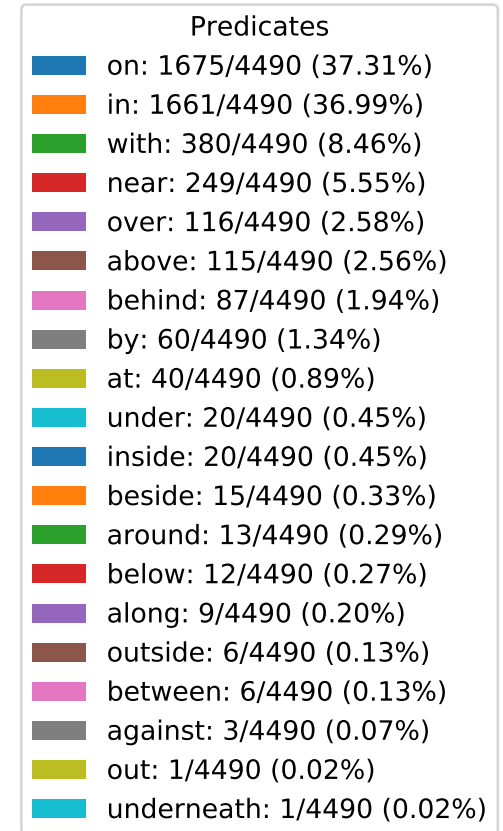 Predicates
on: 1675/4490 (37.31%)
in: 1661/4490 (36.99%)
with: 380/4490 (8.46%)
near: 249/4490 (5.55%)
over: 116/4490 (2.58%)
above: 115/4490 (2.56%)
behind: 87/4490 (1.94%)
by: 60/4490 (1.34%)
at: 40/4490 (0.89%)
under: 20/4490 (0.45%)
inside: 20/4490 (0.45%)
beside: 15/4490 (0.33%)
around: 13/4490 (0.29%)
below: 12/4490 (0.27%)
along: 9/4490 (0.20%)
outside: 6/4490 (0.13%)
between: 6/4490 (0.13%)
against: 3/4490 (0.07%)
out: 1/4490 (0.02%)
underneath: 1/4490 (0.02%)